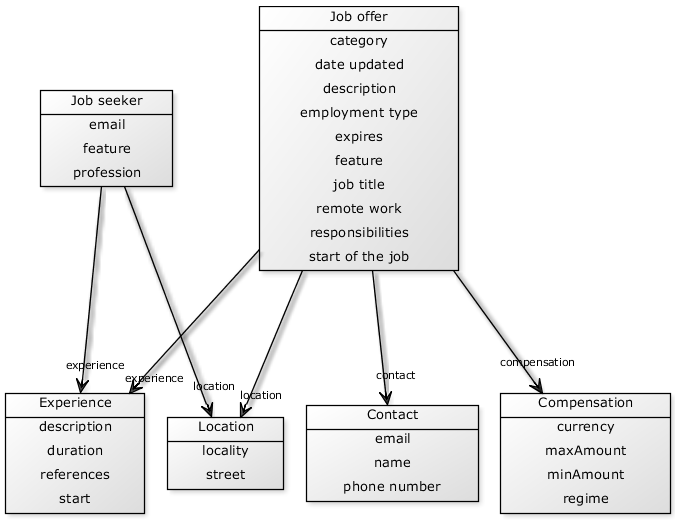 Job offer
category
date updated
description
employment type
expires
feature
job title
remote work
responsibilities
start of the job
Job seeker
email
feature
profession
experience
experience
location
location
contact
compensation
Experience
description
duration
references
start
Location
locality
street
Contact
email
name
phone number
Compensation
currency
maxAmount
minAmount
regime